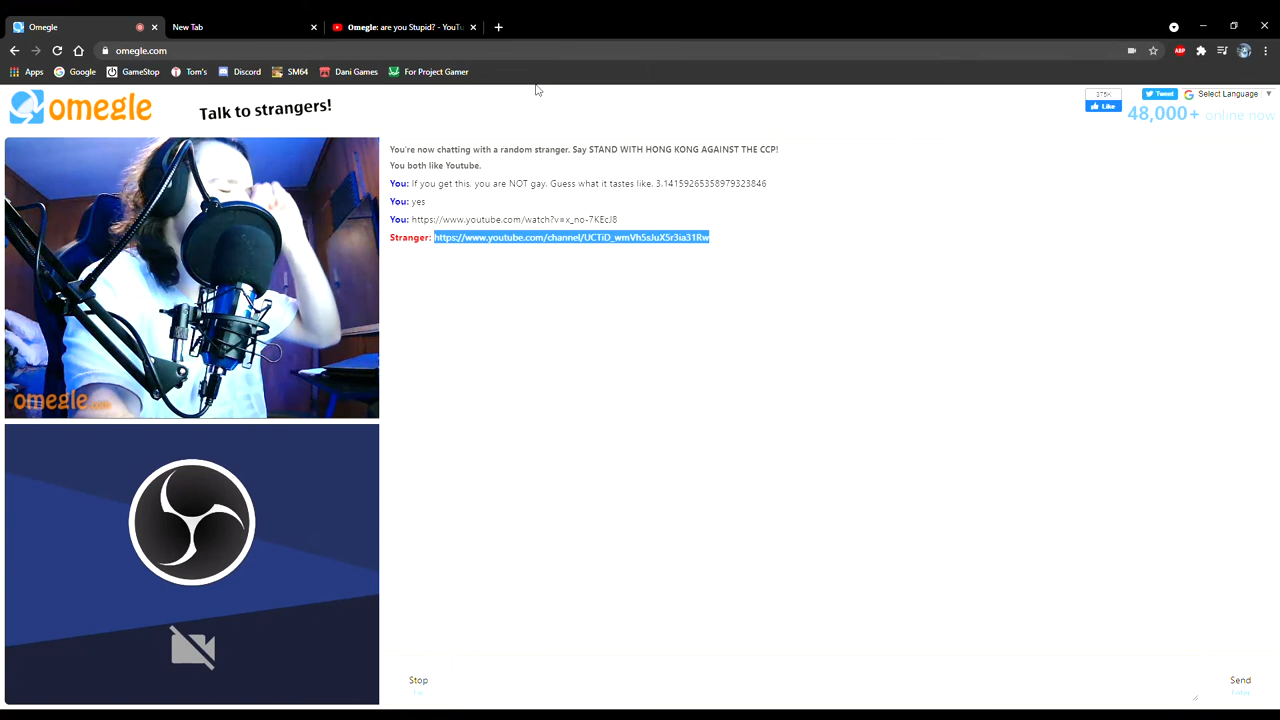 Omegle
New Tab
Omegle: are you Stupid? - YouTu
omegle.com
Apps
Google
GameStop
Tom's
Discord
SM64
Dani Games
For Project Gamer
omegle
Talk to strangers!
375K
Like
Tweet
Select Language
48,000+ online now
You're now chatting with a random stranger. Say STAND WITH HONG KONG AGAINST THE CCP!
You both like Youtube.
You: If you get this. you are NOT gay. Guess what it tastes like. 3.14159265358979323846
You: yes
You: https://www.youtube.com/watch?v=x_no-7KEcJ8
Stranger: https://www.youtube.com/channel/UCTiD_wmVh5sJuX5r3ia31Rw
omegle.com
Stop
Esc
Send
Enter
ABP